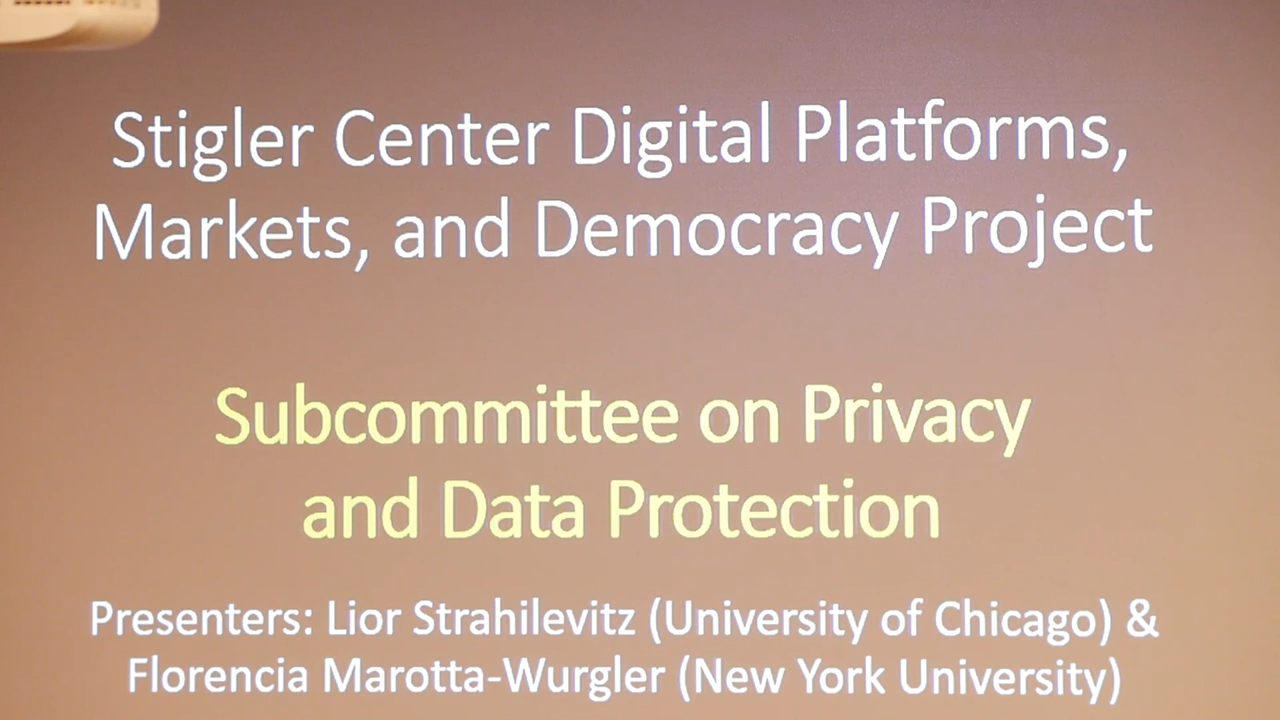 Stigler Center Digital Platforms,
Markets, and Democracy Project
Subcommittee on Privacy
and Data Protection
Presenters: Lior Strahilevitz (University of Chicago) &
Florencia Marotta-Wurgler (New York University)